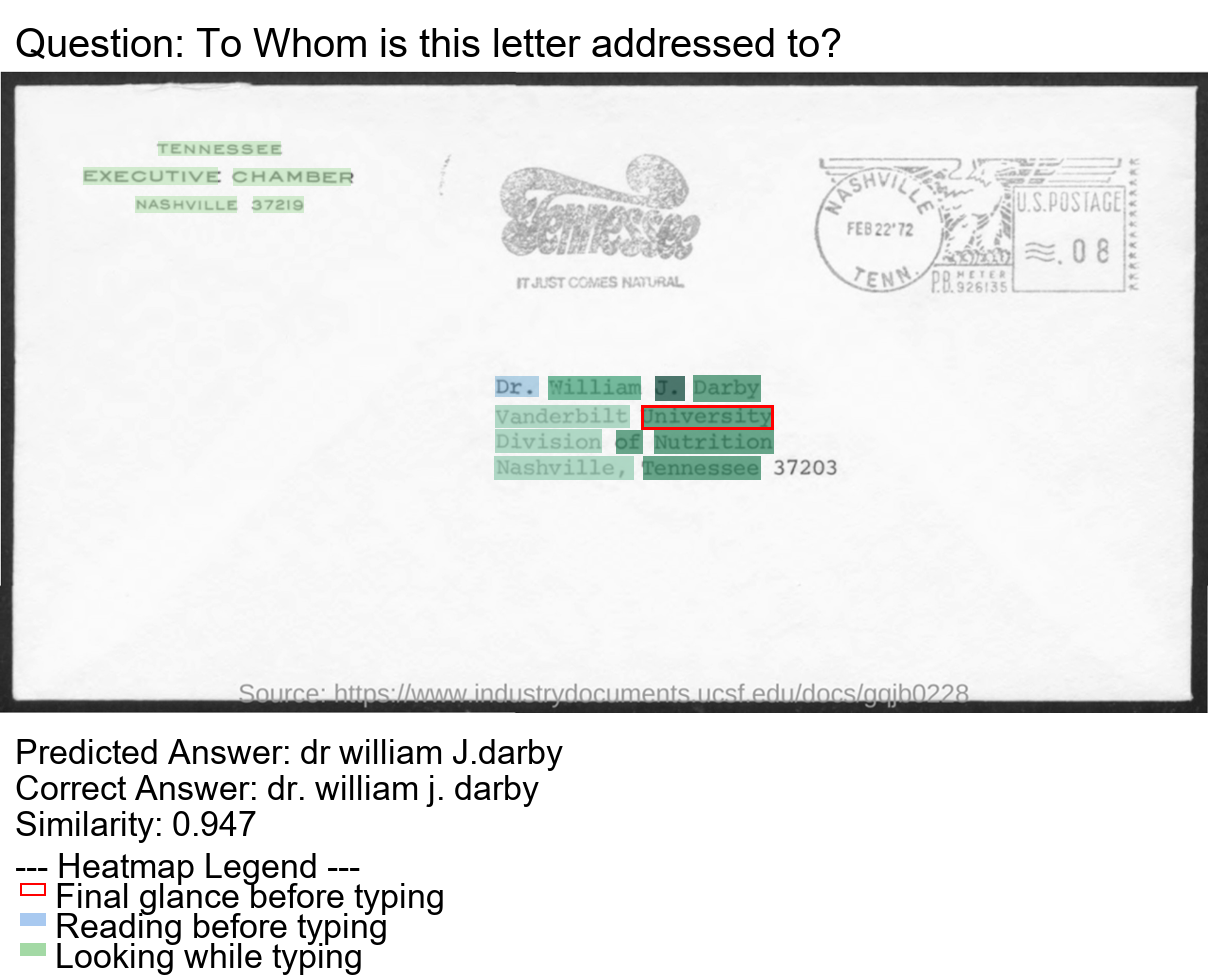 Question: To Whom is this letter addressed to?
TENNESSEE
EXECUTIVE CHAMBER
NASHVILLE 37219
Tennessee
IT JUST COMES NATURAL.
NASHVILLE
FEB 22'72
TENN.
P.B. METER
926135
U.S.POSTAGE
.08
Dr. William J. Darby
Vanderbilt University
Division of Nutrition
Nashville, Tennessee 37203
Source: https://www.industrydocuments.ucsf.edu/docs/gqjb0228
Predicted Answer: dr william J.darby
Correct Answer: dr. william j. darby
Similarity: 0.947
--- Heatmap Legend ---
Final glance before typing
Reading before typing
Looking while typing